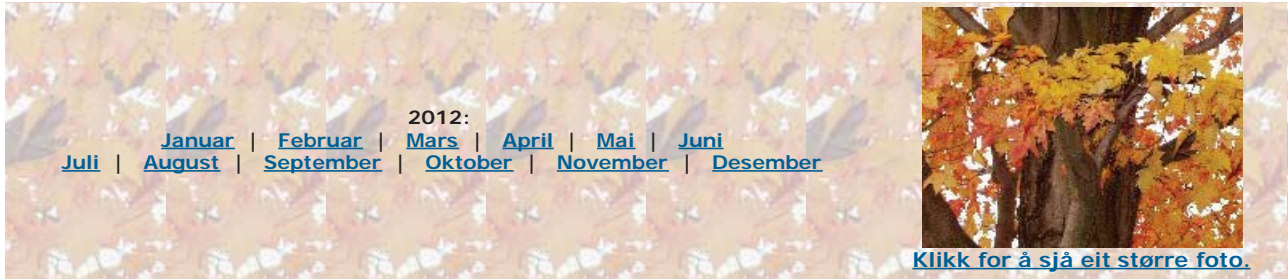 2012:
Januar | Februar | Mars | April | Mai | Juni
Juli | August | September | Oktober | November | Desember
Klikk for å sjå eit større foto.